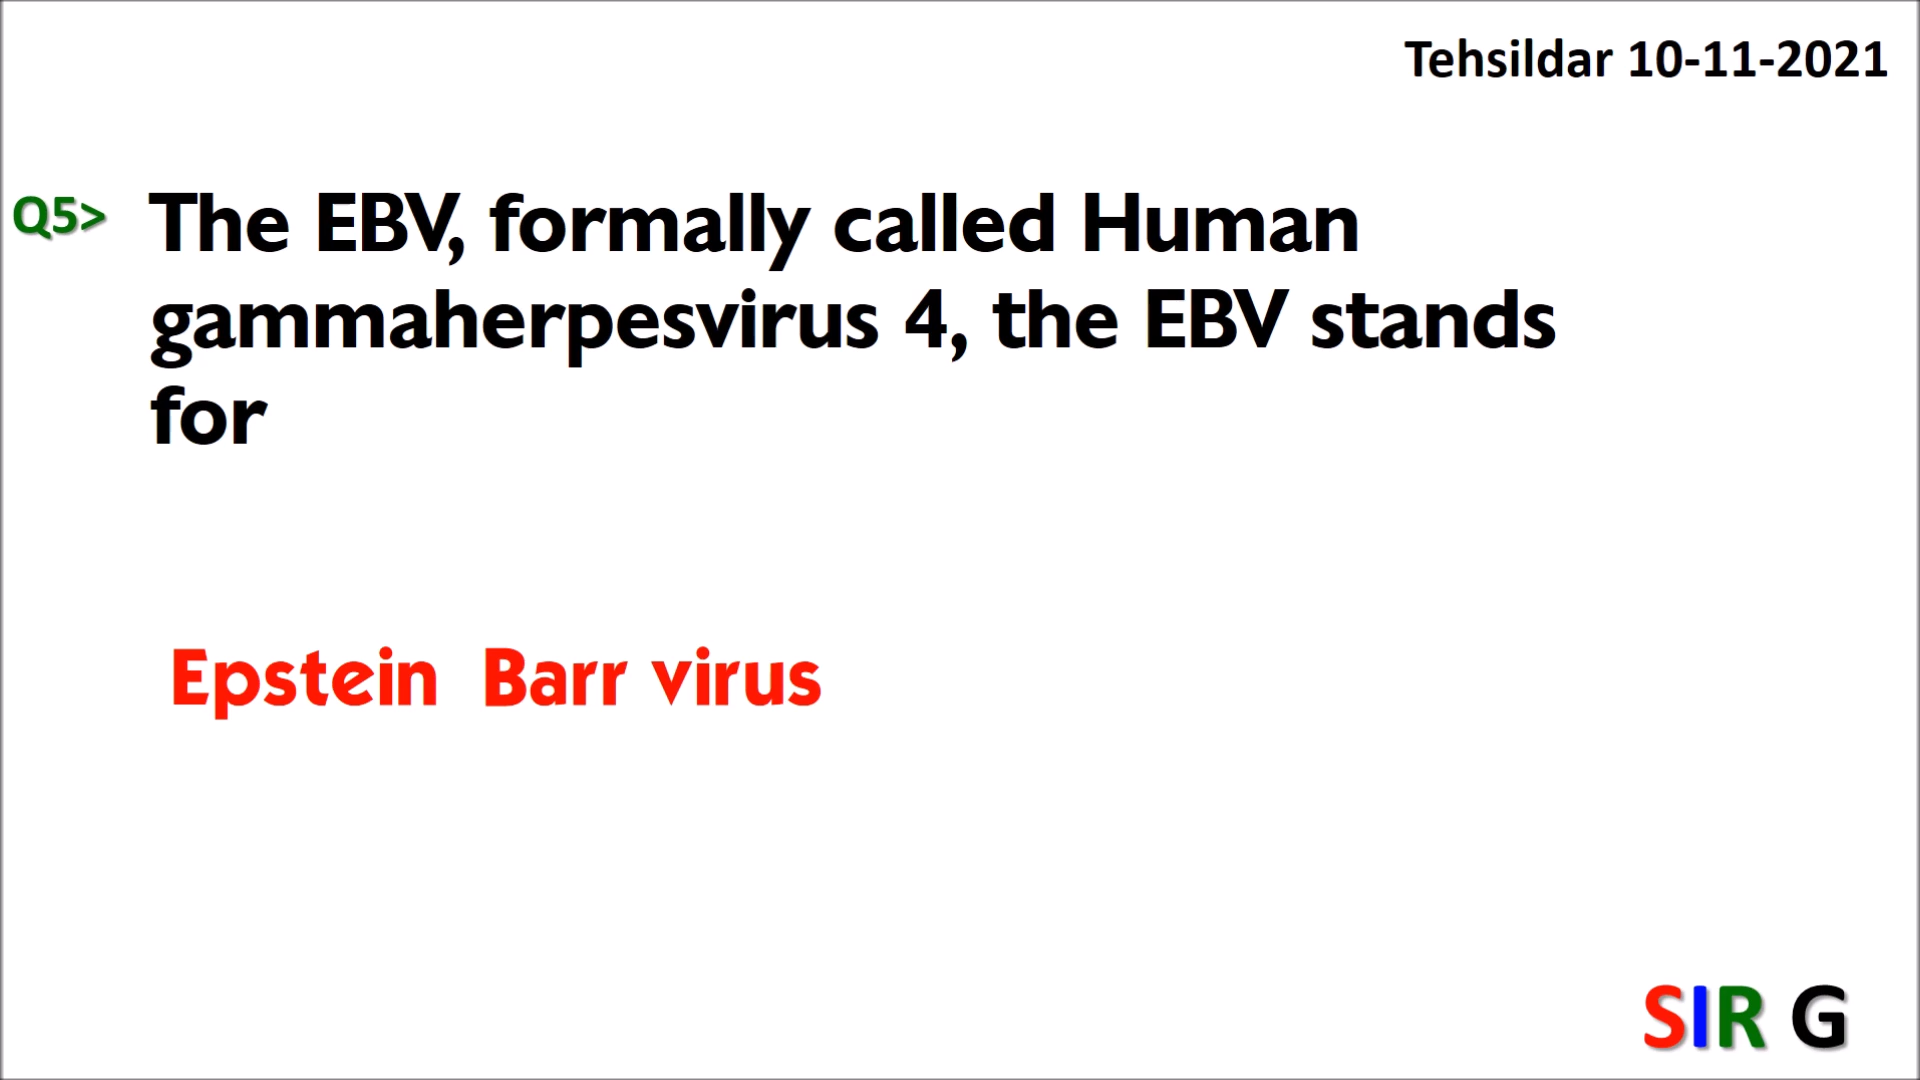 Tehsildar 10-11-2021
Q5> The EBV, formally called Human
gammaherpesvirus 4, the EBV stands
for
Epstein Barr virus
SIR G